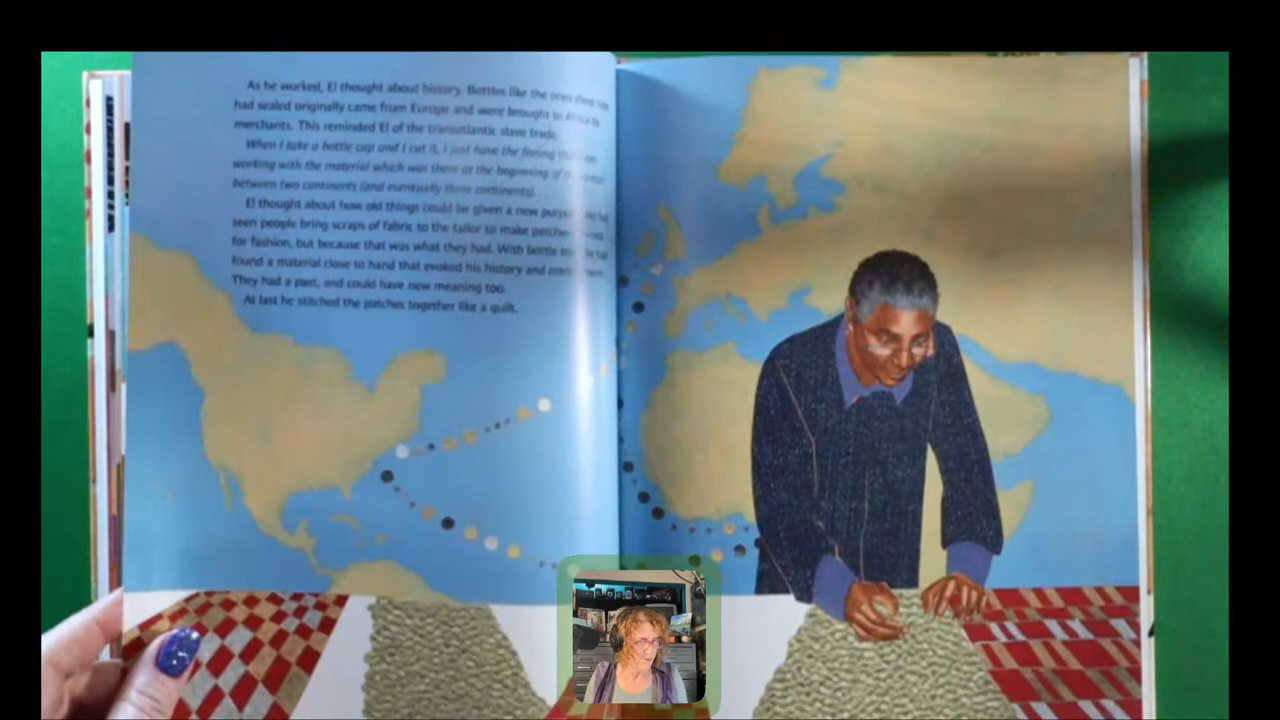 As he worked, El thought about history. Bottles like the ones these
had sealed originally came from Europe and were brought to Africa by
merchants. This reminded El of the transatlantic slave trade.
When I take a bottle cap and I cut it, I just have the feeling that
working with the material which was there at the beginning of
between two continents (and eventually three continents).
El thought about how old things could be given a new
seen people bring scraps of fabric to the tailor to make
for fashion, but because that was what they had. With bottle
found a material close to hand that evoked his history and
They had a past, and could have new meaning too.
At last he stitched the patches together like a quilt.